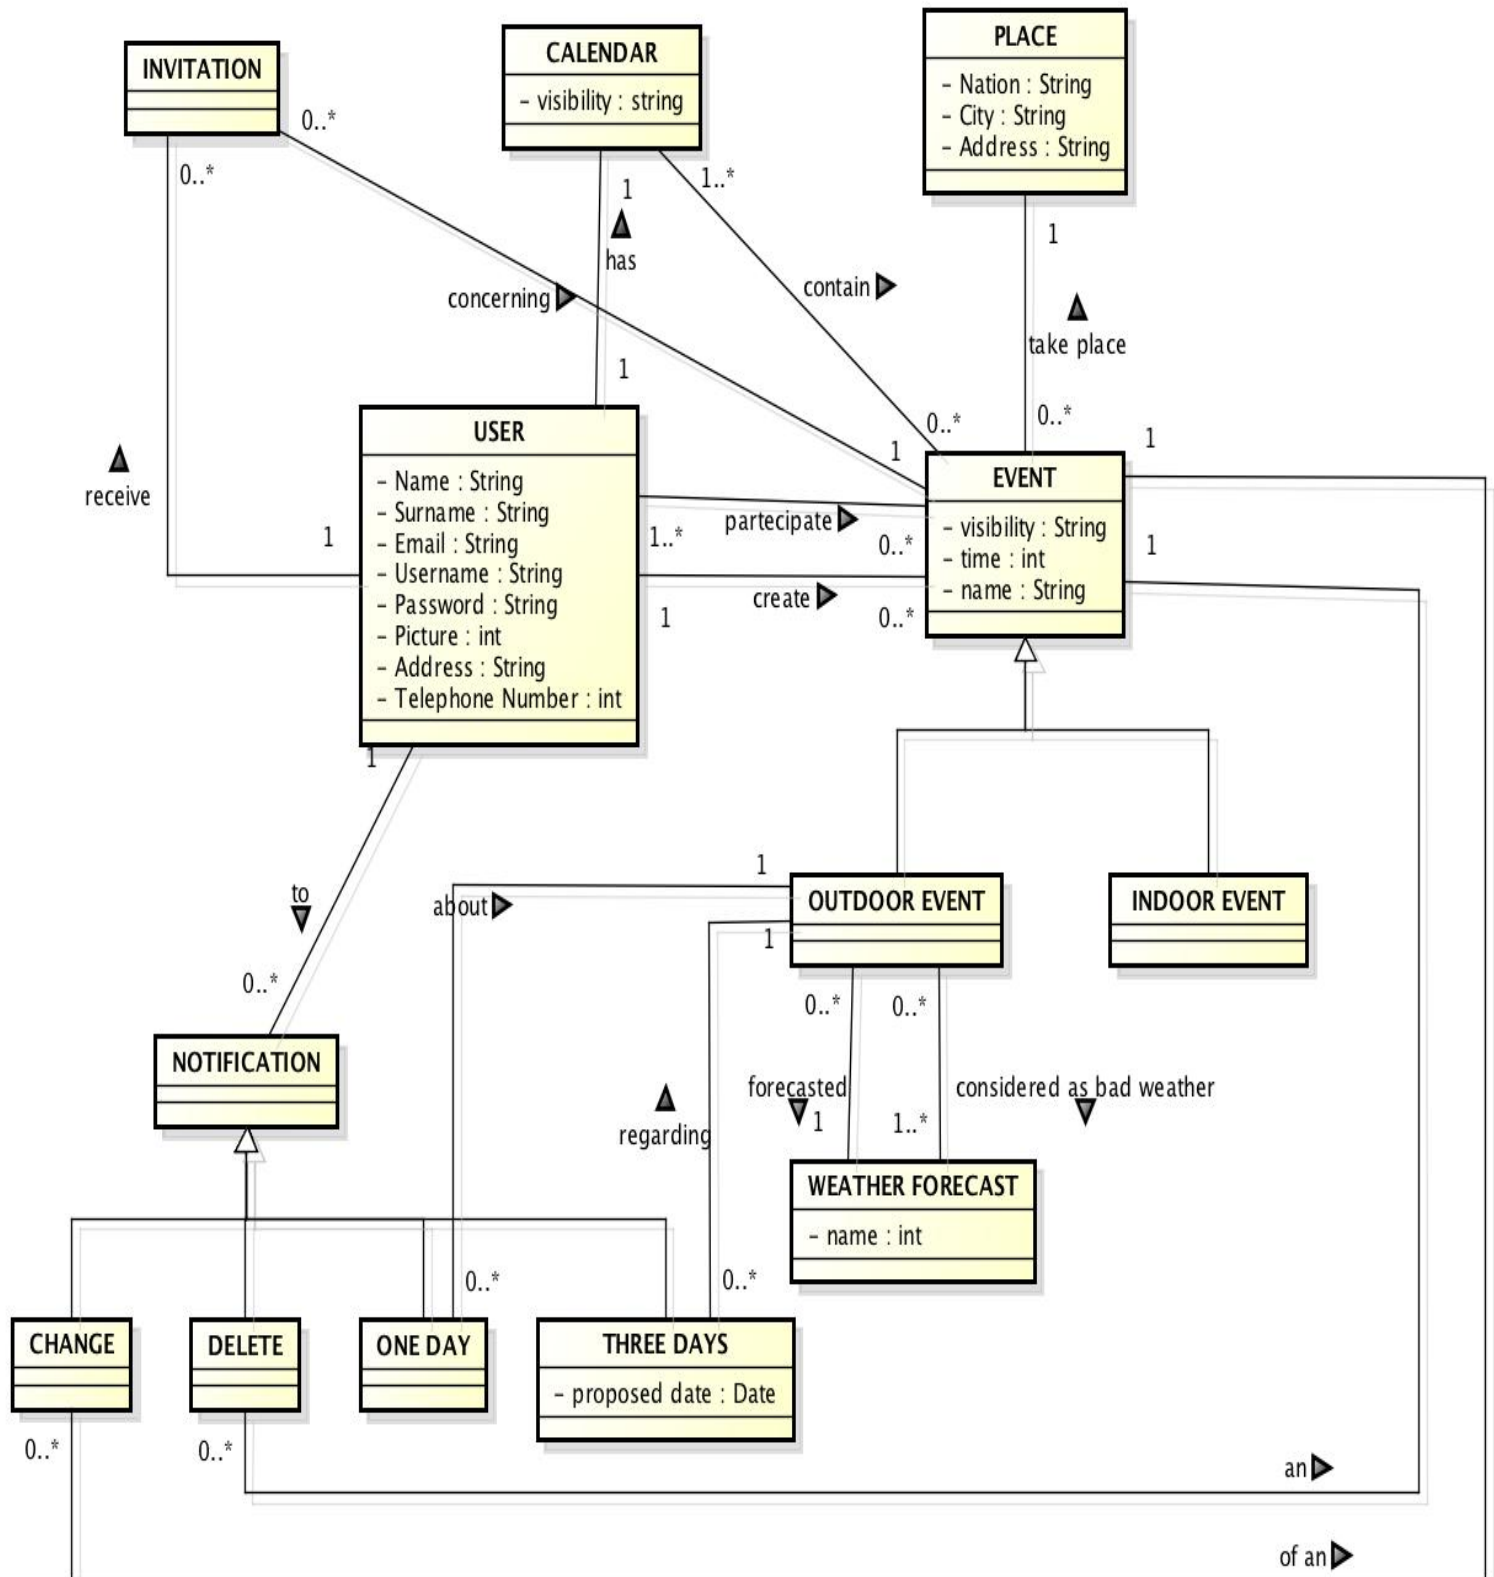 INVITATION
CALENDAR
– visibility : string
PLACE
– Nation : String
– City : String
– Address : String
0..*
0..*
1
has
1..*
1
concerning
contain
take place
1
0..*
0..*
1
1
receive
1
USER
– Name : String
– Surname : String
– Email : String
– Username : String
– Password : String
– Picture : int
– Address : String
– Telephone Number : int
partecipate
1..*
0..*
create
1
0..*
EVENT
– visibility : String
– time : int
– name : String
1
1
to
0..*
about
1
OUTDOOR EVENT
INDOOR EVENT
1
0..*
0..*
NOTIFICATION
regarding
forecasted
1
considered as bad weather
1..*
WEATHER FORECAST
– name : int
0..*
0..*
CHANGE
DELETE
ONE DAY
THREE DAYS
– proposed date : Date
0..*
0..*
an
of an